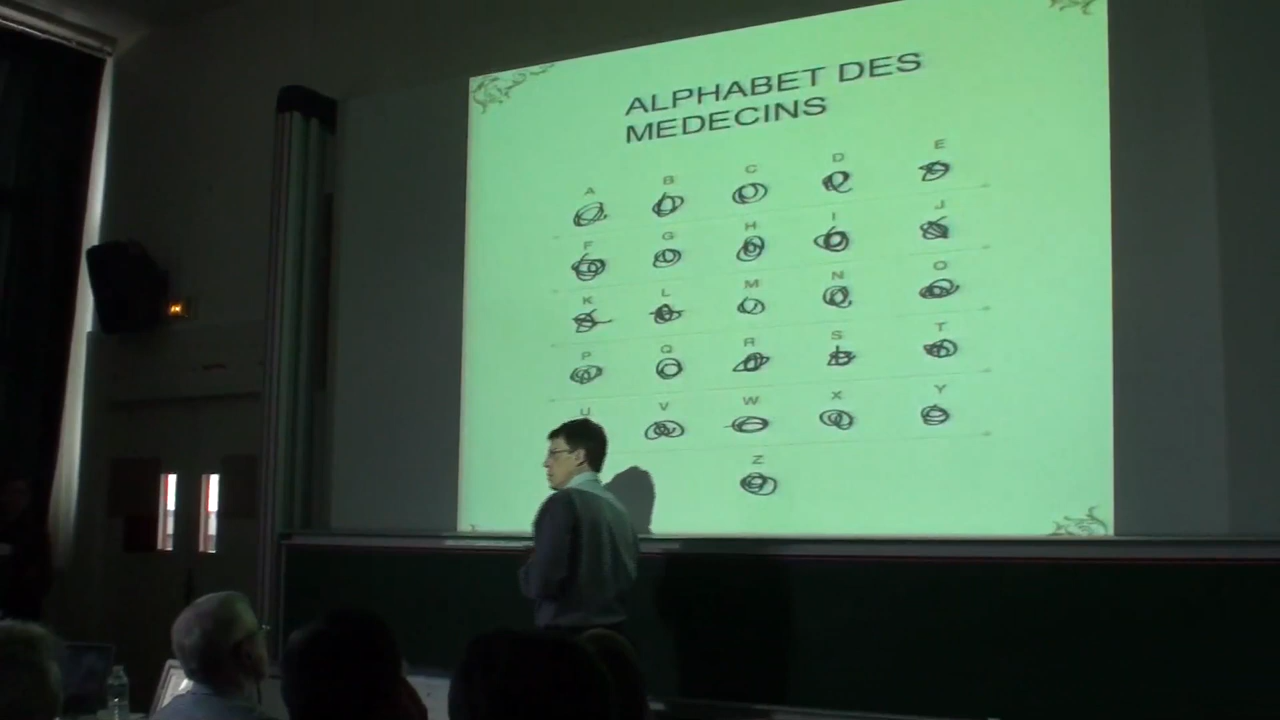 ALPHABET DES
MEDECINS
A B C D E
F G H I J
K L M N O
P Q R S T
U V W X Y
Z